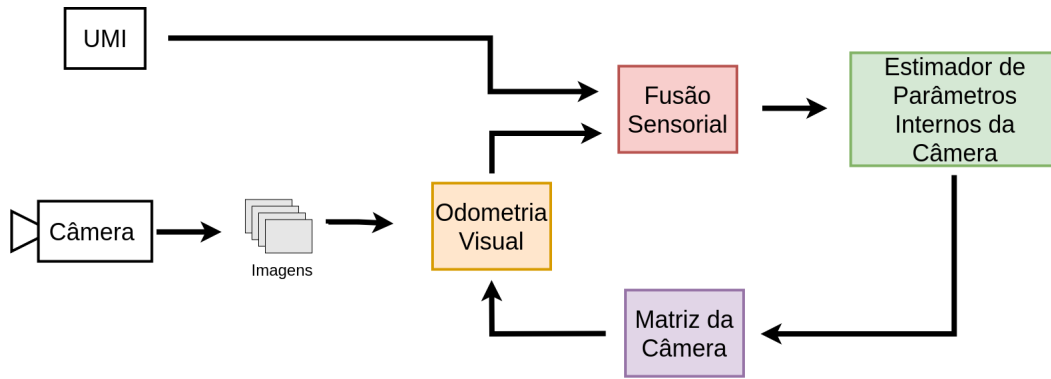 UMI
Fusão
Sensorial
Estimador de
Parâmetros
Internos da
Câmera
Câmera
Imagens
Odometria
Visual
Matriz da
Câmera